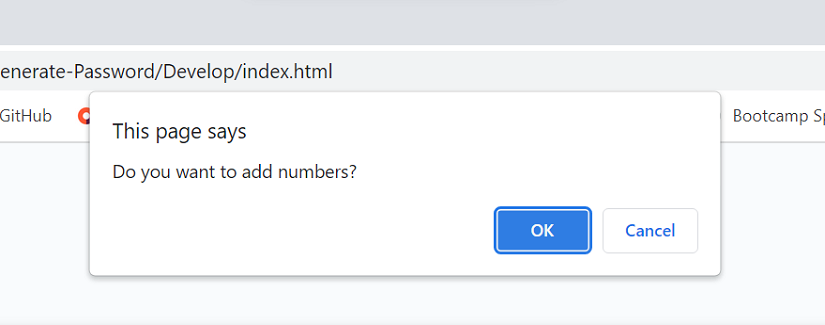 enerate-Password/Develop/index.html
GitHub
Bootcamp Sp
This page says
Do you want to add numbers?
OK
Cancel